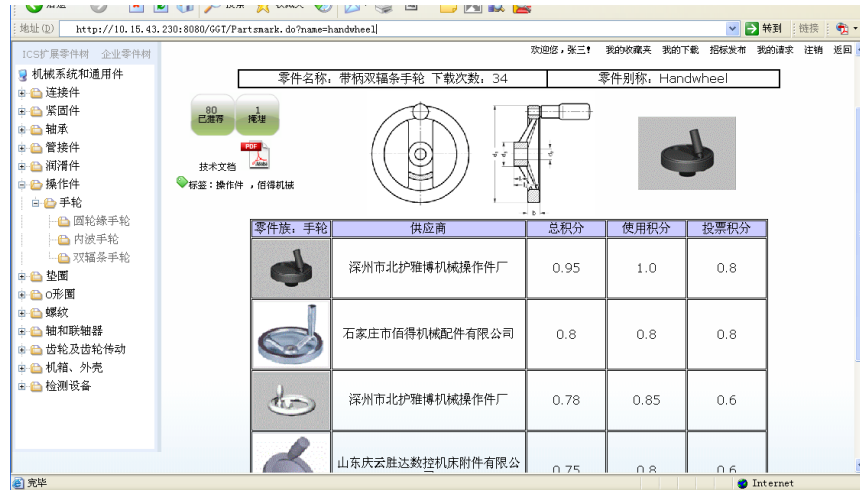 地址(D) http://10.15.43.230:8080/GGT/Partsmark.do?name=handwheel 转到 链接
ICS扩展零件树 企业零件树
欢迎您,张三! 我的收藏夹 我的下载 招标发布 我的请求 注销 返回
机械系统和通用件
连接件
紧固件
轴承
管接件
润滑件
操作件
手轮
圆轮缘手轮
内波手轮
双辐条手轮
垫圈
O形圈
螺纹
轴和联轴器
齿轮及齿轮传动
机箱、外壳
检测设备
零件名称: 带柄双辐条手轮 下载次数: 34 零件别称: Handwheel
80 已推荐
1 掩埋
技术文档 PDF
标签:操作件 ,佰得机械
零件族: 手轮 供应商 总积分 使用积分 投票积分
深州市北护雅博机械操作件厂 0.95 1.0 0.8
石家庄市佰得机械配件有限公司 0.8 0.8 0.8
深州市北护雅博机械操作件厂 0.78 0.85 0.6
山东庆云胜达数控机床附件有限公 0.75 0.8 0.6
完毕 Internet